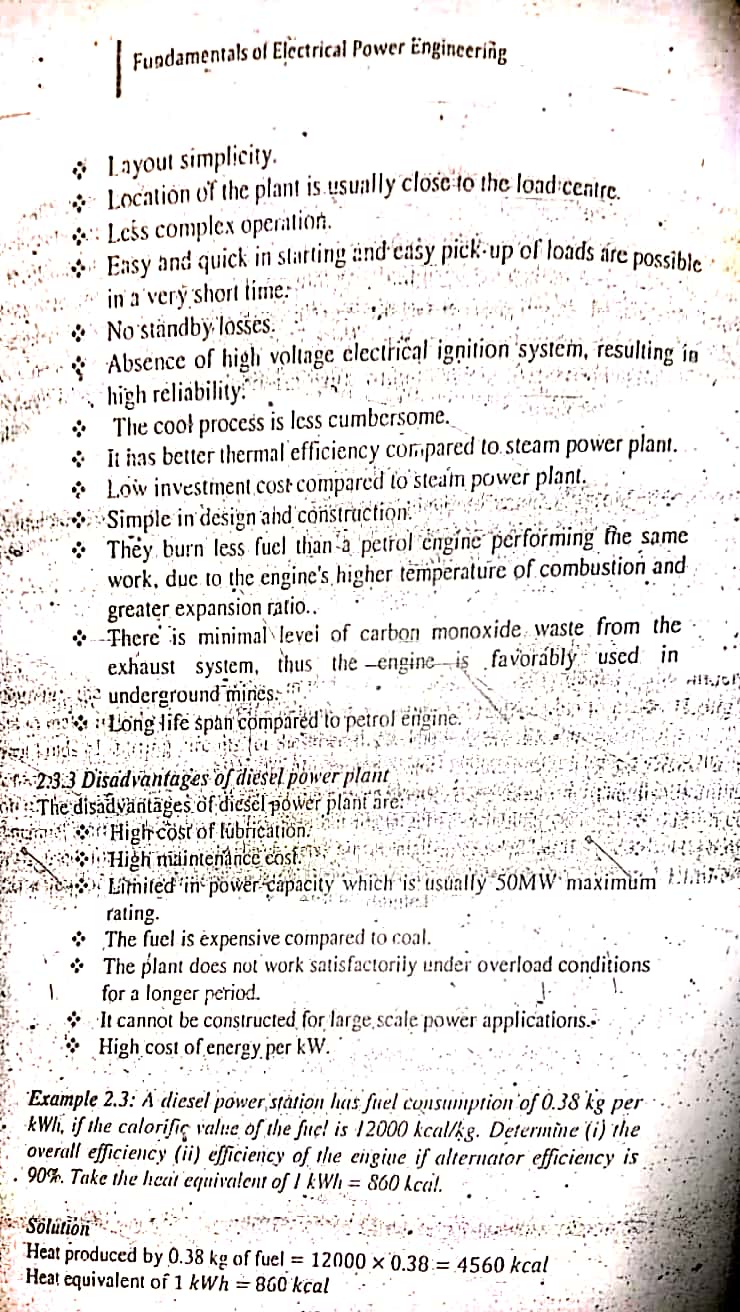 Fundamentals of Electrical Power Engineering
❖ Layout simplicity.
❖ Location of the plant is usually close to the load centre.
❖ Less complex operation.
❖ Easy and quick in starting and easy pick-up of loads are possible
in a very short time.
❖ No standby losses.
❖ Absence of high voltage electrical ignition system, resulting in
high reliability.
❖ The cool process is less cumbersome.
❖ It has better thermal efficiency compared to steam power plant.
❖ Low investment cost compared to steam power plant.
❖ Simple in design and construction.
❖ They burn less fuel than a petrol engine performing the same
work, due to the engine's higher temperature of combustion and
greater expansion ratio..
❖ There is minimal level of carbon monoxide waste from the
exhaust system, thus the engine is favorably used in
underground mines.
❖ Long life span compared to petrol engine.
2.3.3 Disadvantages of diesel power plant
The disadvantages of diesel power plant are:
❖ High cost of lubrication.
❖ High maintenance cost.
❖ Limited in power capacity which is usually 50MW maximum
rating.
❖ The fuel is expensive compared to coal.
❖ The plant does not work satisfactorily under overload conditions
for a longer period.
❖ It cannot be constructed for large scale power applications.
❖ High cost of energy per kW.
Example 2.3: A diesel power station has fuel consumption of 0.38 kg per
kWh, if the calorific value of the fuel is 12000 kcal/kg. Determine (i) the
overall efficiency (ii) efficiency of the engine if alternator efficiency is
90%. Take the heat equivalent of 1 kWh = 860 kcal.
Solution
Heat produced by 0.38 kg of fuel = 12000 × 0.38 = 4560 kcal
Heat equivalent of 1 kWh = 860 kcal